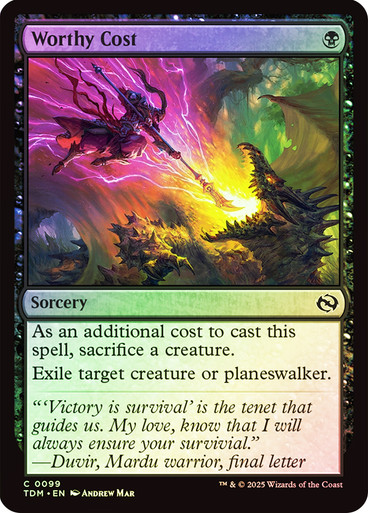 Worthy Cost
Sorcery
As an additional cost to cast this
spell, sacrifice a creature.
Exile target creature or planeswalker.
“‘Victory is survival’ is the tenet that
guides us. My love, know that I will
always ensure your survivial.”
—Duvir, Mardu warrior, final letter
C 0099
TDM • EN Andrew Mar
™ & © 2025 Wizards of the Coast